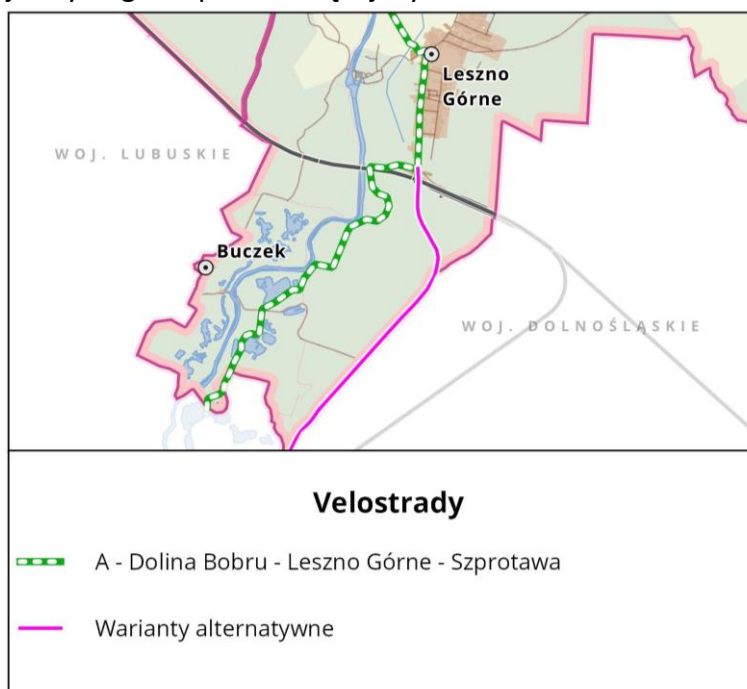 Leszno
Górne
WOJ. LUBUSKIE
Buczek
WOJ. DOLNOŚLĄSKIE
Velostrady
A - Dolina Bobru - Leszno Górne - Szprotawa
Warianty alternatywne